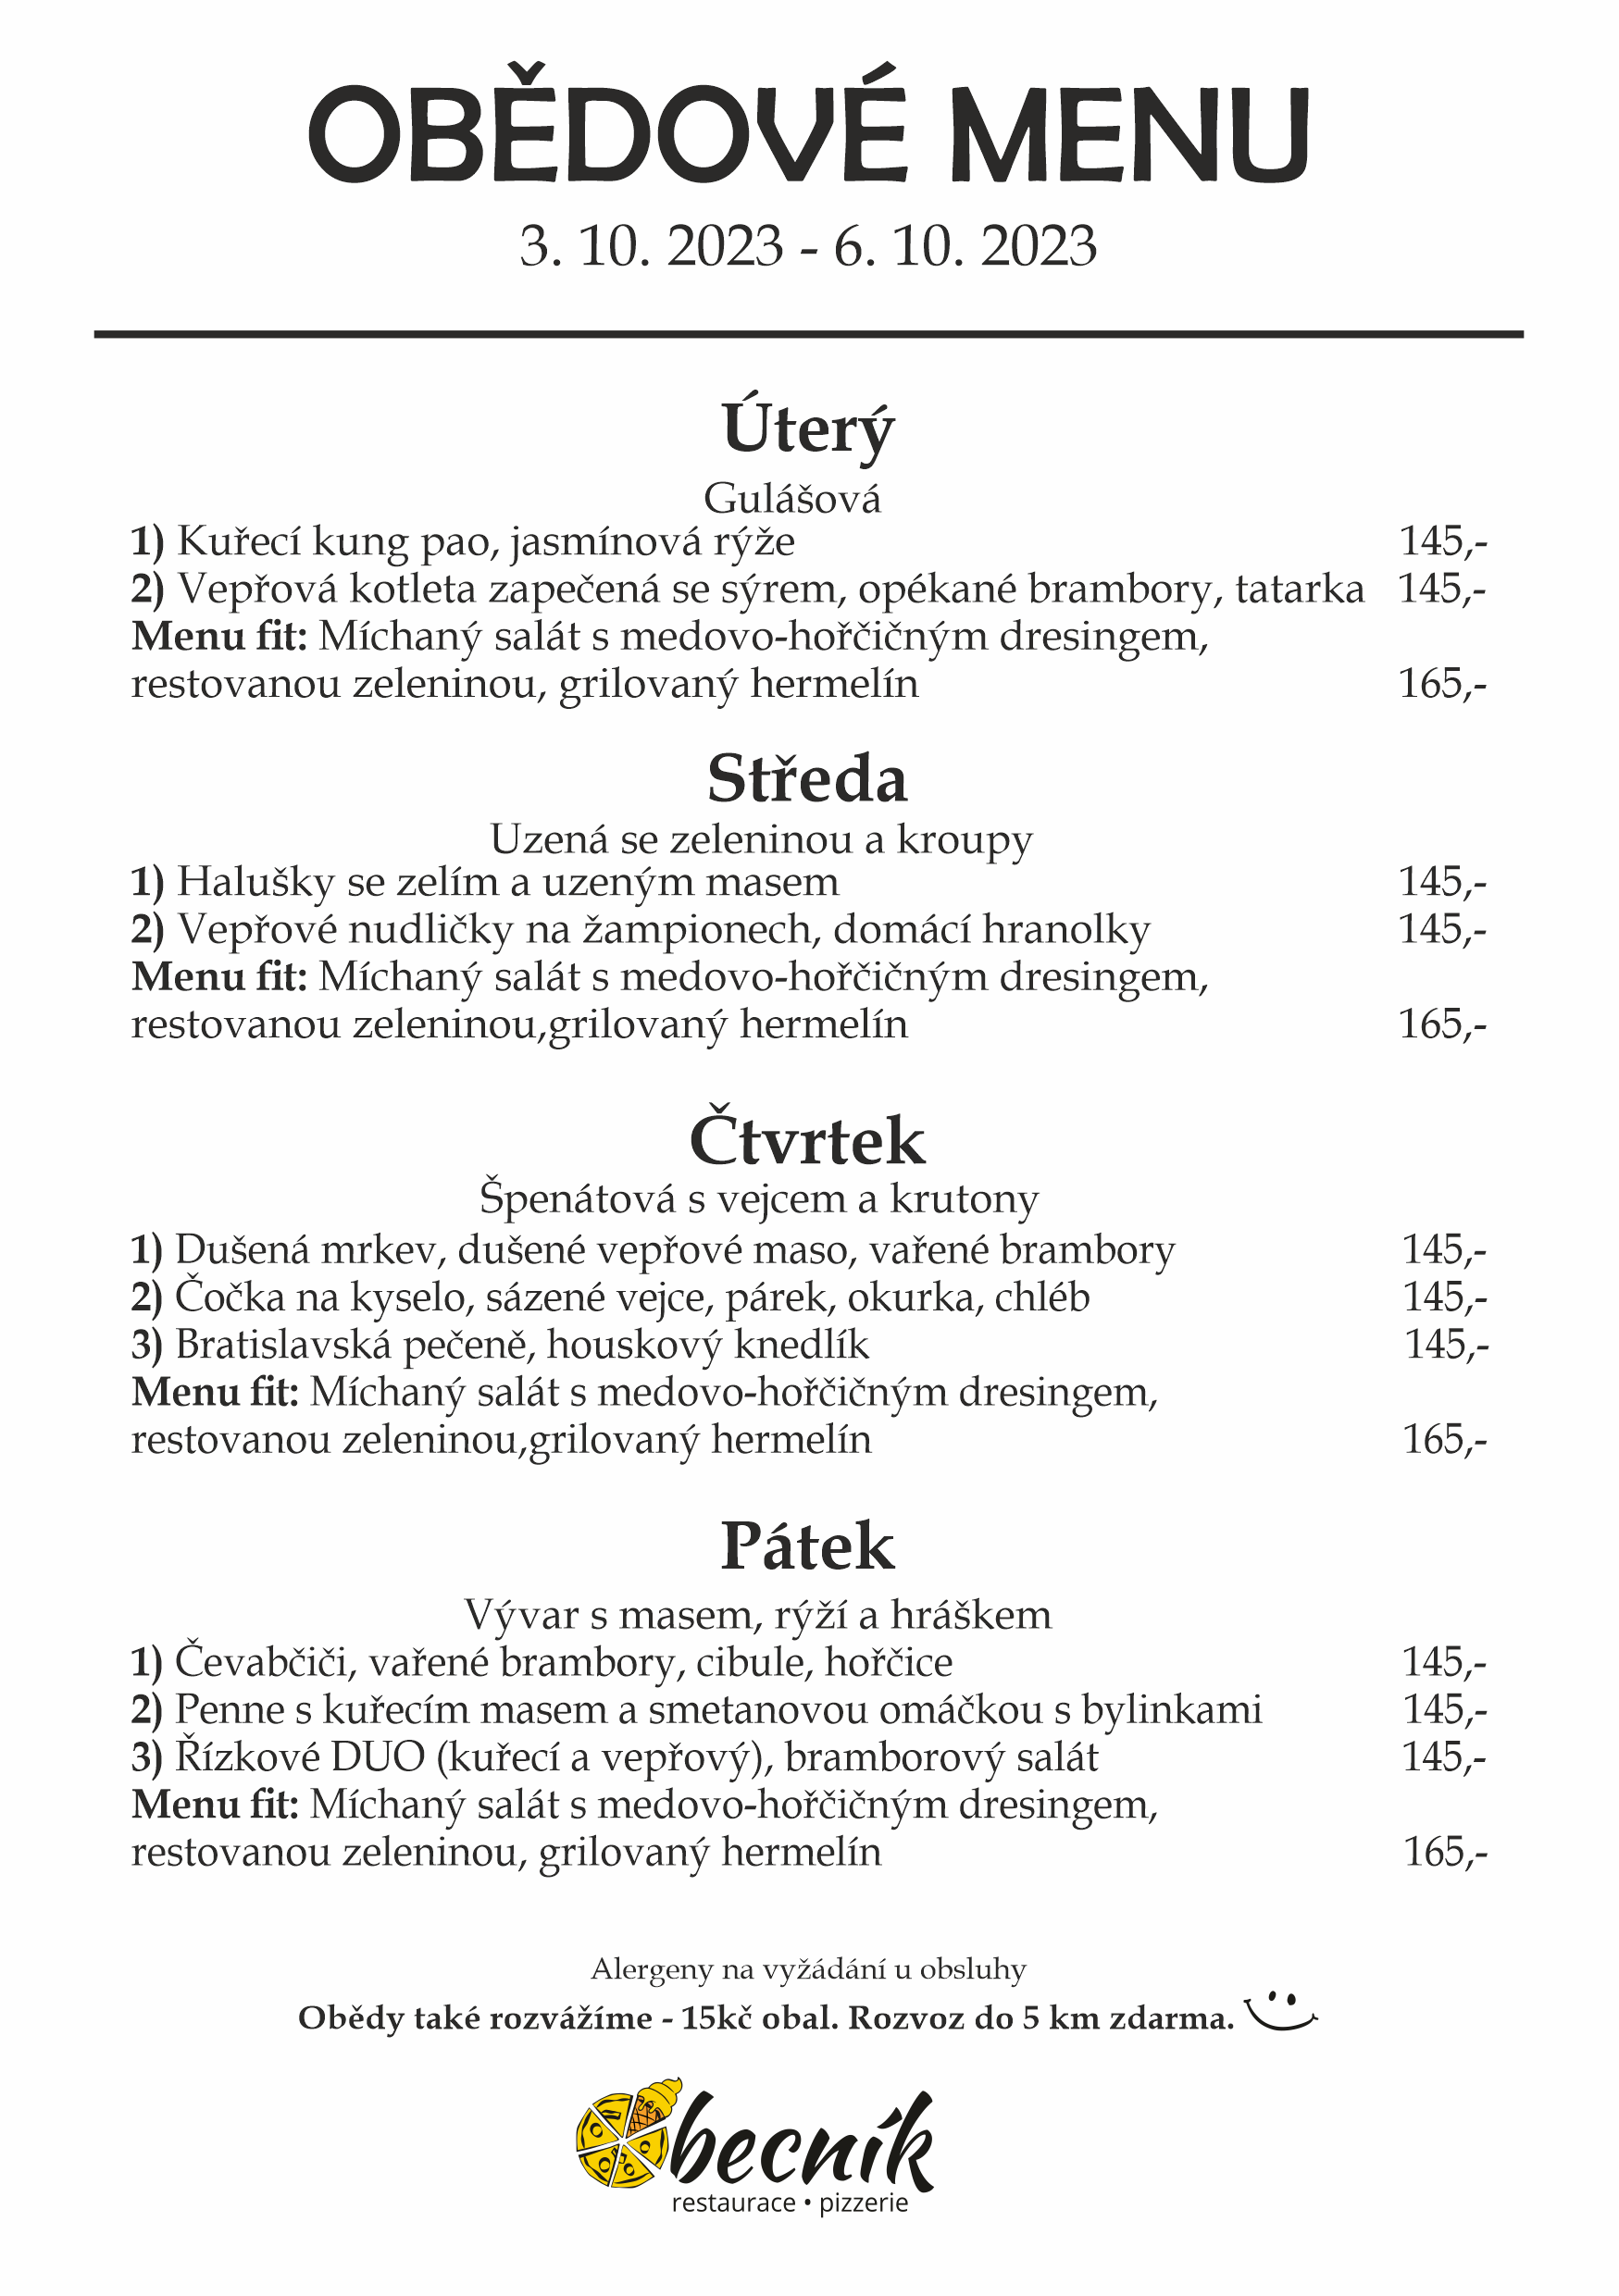 OBĚDOVÉ MENU
3. 10. 2023 - 6. 10. 2023
Úterý
Gulášová
1) Kuřecí kung pao, jasmínová rýže 145,-
2) Vepřová kotleta zapečená se sýrem, opékané brambory, tatarka 145,-
Menu fit: Míchaný salát s medovo-hořčičným dresingem,
restovanou zeleninou, grilovaný hermelín 165,-
Středa
Uzená se zeleninou a kroupy
1) Halušky se zelím a uzeným masem 145,-
2) Vepřové nudličky na žampionech, domácí hranolky 145,-
Menu fit: Míchaný salát s medovo-hořčičným dresingem,
restovanou zeleninou,grilovaný hermelín 165,-
Čtvrtek
Špenátová s vejcem a krutony
1) Dušená mrkev, dušené vepřové maso, vařené brambory 145,-
2) Čočka na kyselo, sázené vejce, párek, okurka, chléb 145,-
3) Bratislavská pečeně, houskový knedlík 145,-
Menu fit: Míchaný salát s medovo-hořčičným dresingem,
restovanou zeleninou,grilovaný hermelín 165,-
Pátek
Vývar s masem, rýží a hráškem
1) Čevabčiči, vařené brambory, cibule, hořčice 145,-
2) Penne s kuřecím masem a smetanovou omáčkou s bylinkami 145,-
3) Řízkové DUO (kuřecí a vepřový), bramborový salát 145,-
Menu fit: Míchaný salát s medovo-hořčičným dresingem,
restovanou zeleninou, grilovaný hermelín 165,-
Alergeny na vyžádání u obsluhy
Obědy také rozvážíme - 15kč obal. Rozvoz do 5 km zdarma.
becník
restaurace • pizzerie